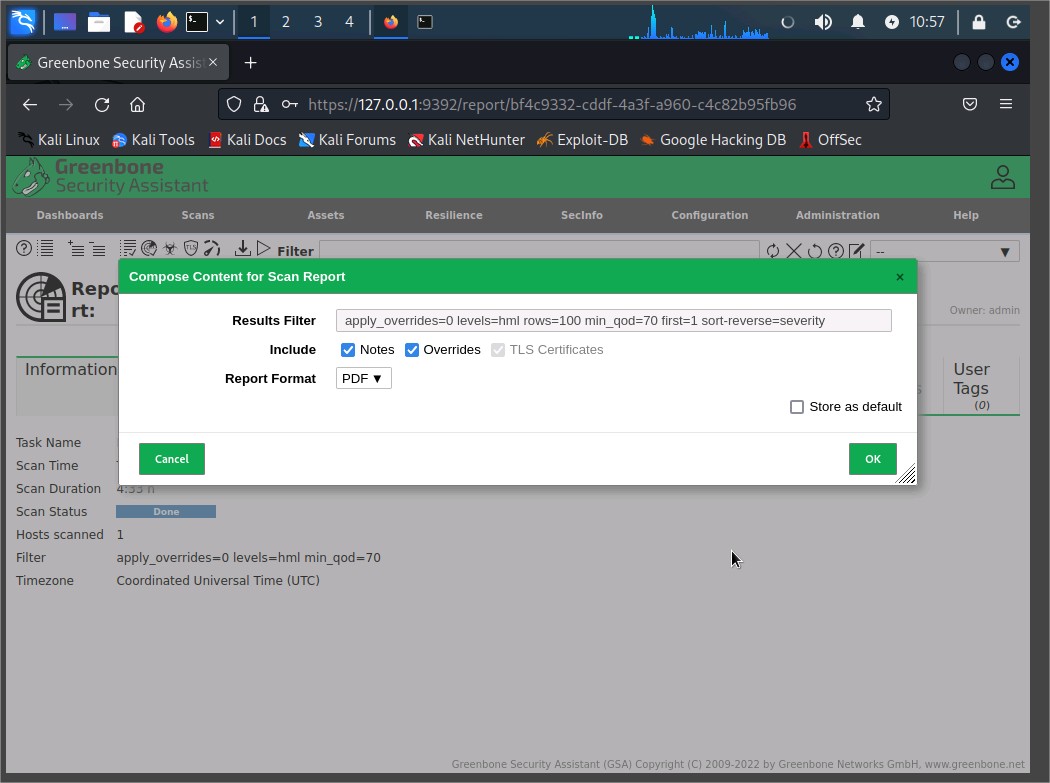 1 2 3 4 10:57
Greenbone Security Assis
https://127.0.0.1:9392/report/bf4c9332-cddf-4a3f-a960-c4c82b95fb96
Kali Linux Kali Tools Kali Docs Kali Forums Kali NetHunter Exploit-DB Google Hacking DB OffSec
Greenbone
Security Assistant
Dashboards Scans Assets Resilience SecInfo Configuration Administration Help
Filter --
Compose Content for Scan Report ×
Repo
rt:
Owner: admin
Results Filter apply_overrides=0 levels=hml rows=100 min_qod=70 first=1 sort-reverse=severity
Include Notes Overrides TLS Certificates
Report Format PDF ▼
Store as default
Cancel OK
Information
User
Tags
(0)
Task Name
Scan Time
Scan Duration 4:33 h
Scan Status Done
Hosts scanned 1
Filter apply_overrides=0 levels=hml min_qod=70
Timezone Coordinated Universal Time (UTC)
Greenbone Security Assistant (GSA) Copyright (C) 2009-2022 by Greenbone Networks GmbH, www.greenbone.net